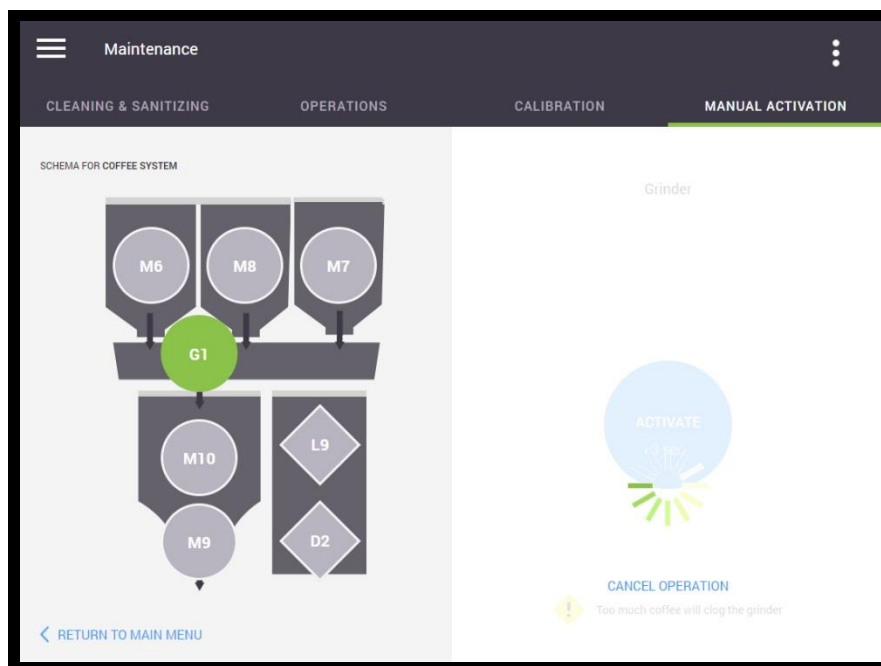 Maintenance
CLEANING & SANITIZING
OPERATIONS
CALIBRATION
MANUAL ACTIVATION
SCHEMA FOR COFFEE SYSTEM
M6
M8
M7
G1
M10
L9
M9
D2
RETURN TO MAIN MENU
Grinder
ACTIVATE
CANCEL OPERATION
Too much coffee will clog the grinder